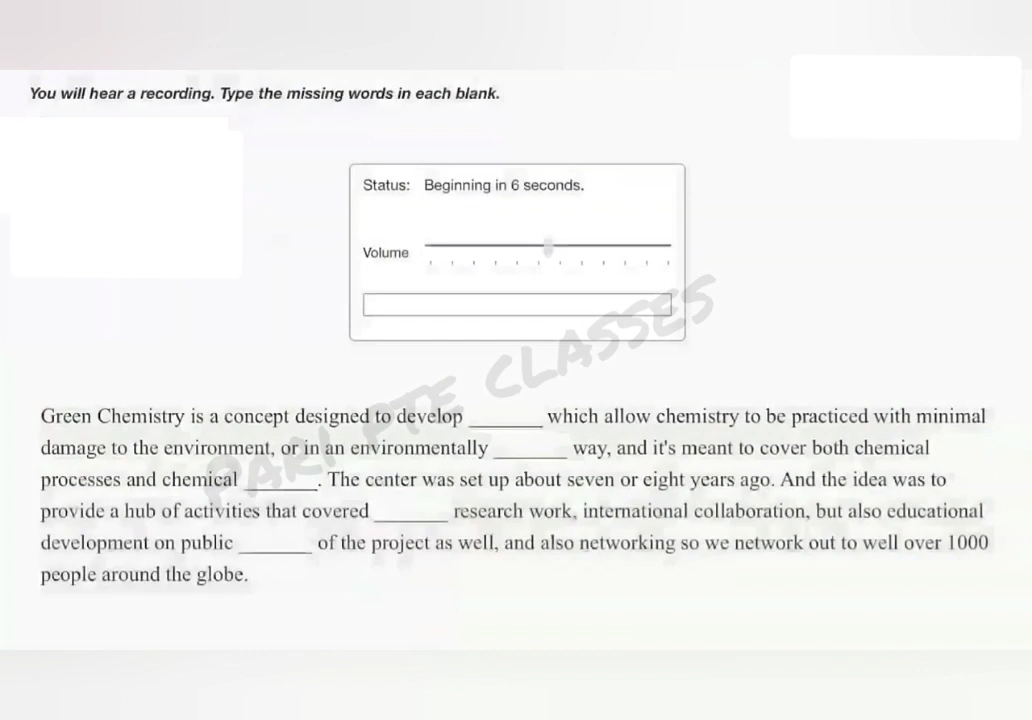 You will hear a recording. Type the missing words in each blank.
Status: Beginning in 6 seconds.
Volume
PARI PTE CLASSES
Green Chemistry is a concept designed to develop _______ which allow chemistry to be practiced with minimal
damage to the environment, or in an environmentally _______ way, and it's meant to cover both chemical
processes and chemical _______. The center was set up about seven or eight years ago. And the idea was to
provide a hub of activities that covered _______ research work, international collaboration, but also educational
development on public _______ of the project as well, and also networking so we network out to well over 1000
people around the globe.